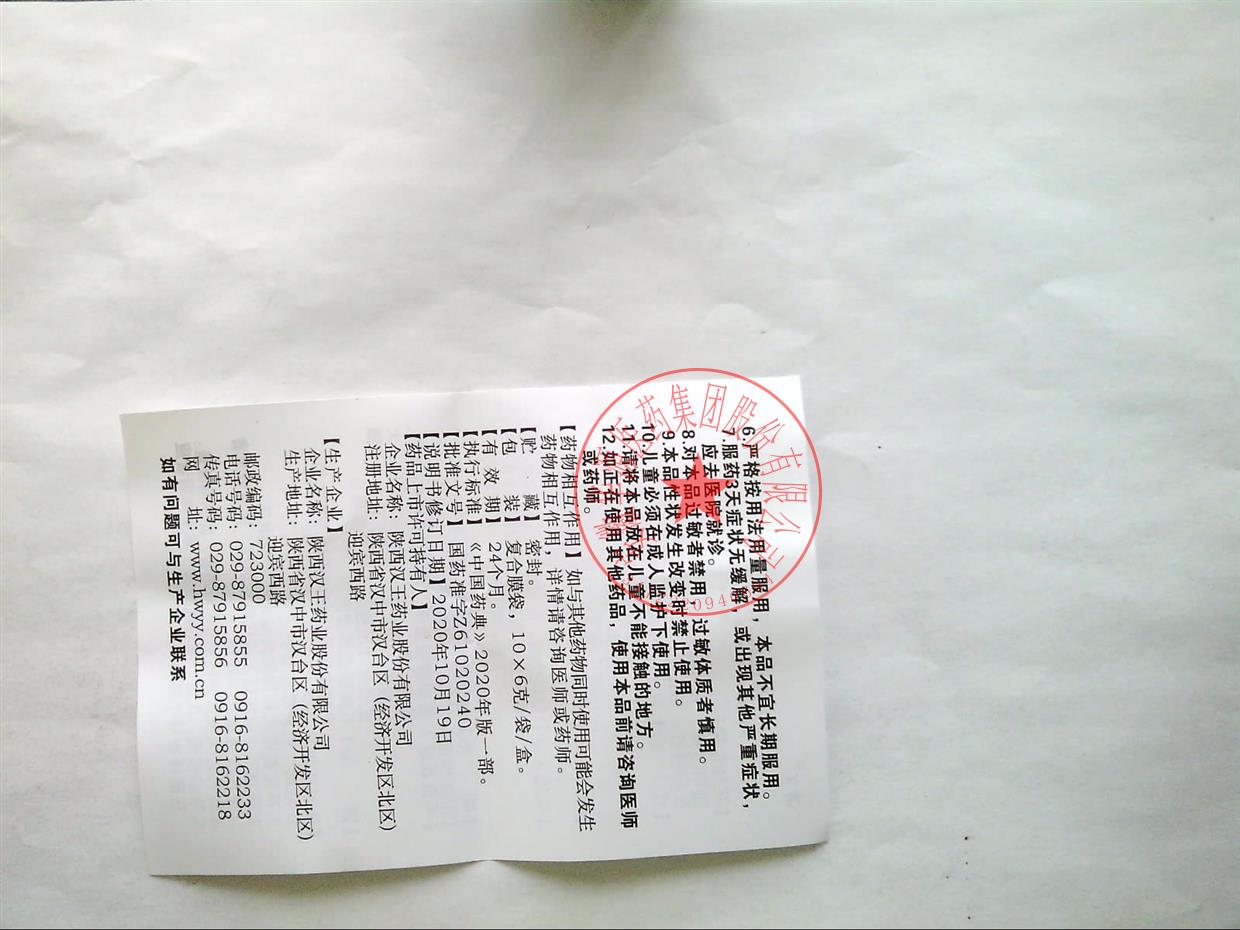 6.严格按用法用量服用，本品不宜长期服用。
7.服药3天症状无缓解，或出现其他严重症状，
应去医院就诊。
8.对本品过敏者禁用，过敏体质者慎用。
9.本品性状发生改变时禁止使用。
10.儿童必须在成人监护下使用。
11.请将本品放在儿童不能接触的地方。
12.如正在使用其他药品，使用本品前请咨询医师
或药师。
【药物相互作用】如与其他药物同时使用可能会发生
药物相互作用，详情请咨询医师或药师。
【贮 藏】密封。
【包 装】复合膜袋，10×6克/袋/盒。
【有 效 期】24个月。
【执行标准】《中国药典》2020年版一部。
【批准文号】国药准字Z61020240
【说明书修订日期】2020年10月19日
【药品上市许可持有人】
企业名称：陕西汉王药业股份有限公司
注册地址：陕西省汉中市汉台区（经济开发区北区）
迎宾西路
【生产企业】
企业名称：陕西汉王药业股份有限公司
生产地址：陕西省汉中市汉台区（经济开发区北区）
迎宾西路
邮政编码：723000
电话号码：029-87915855 0916-8162233
传真号码：029-87915856 0916-8162218
网 址：www.hwyy.com.cn
如有问题可与生产企业联系
药集团股份有限公司